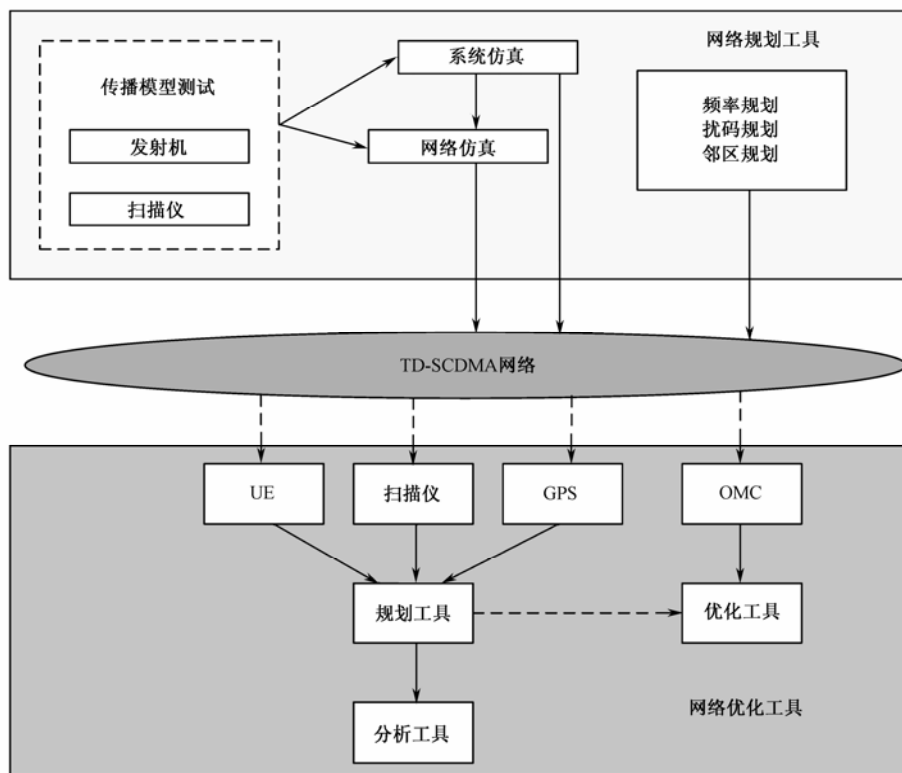 系统仿真
网络规划工具
传播模型测试
频率规划
扰码规划
邻区规划
发射机
网络仿真
扫描仪
TD-SCDMA网络
UE
扫描仪
GPS
OMC
规划工具
优化工具
网络优化工具
分析工具